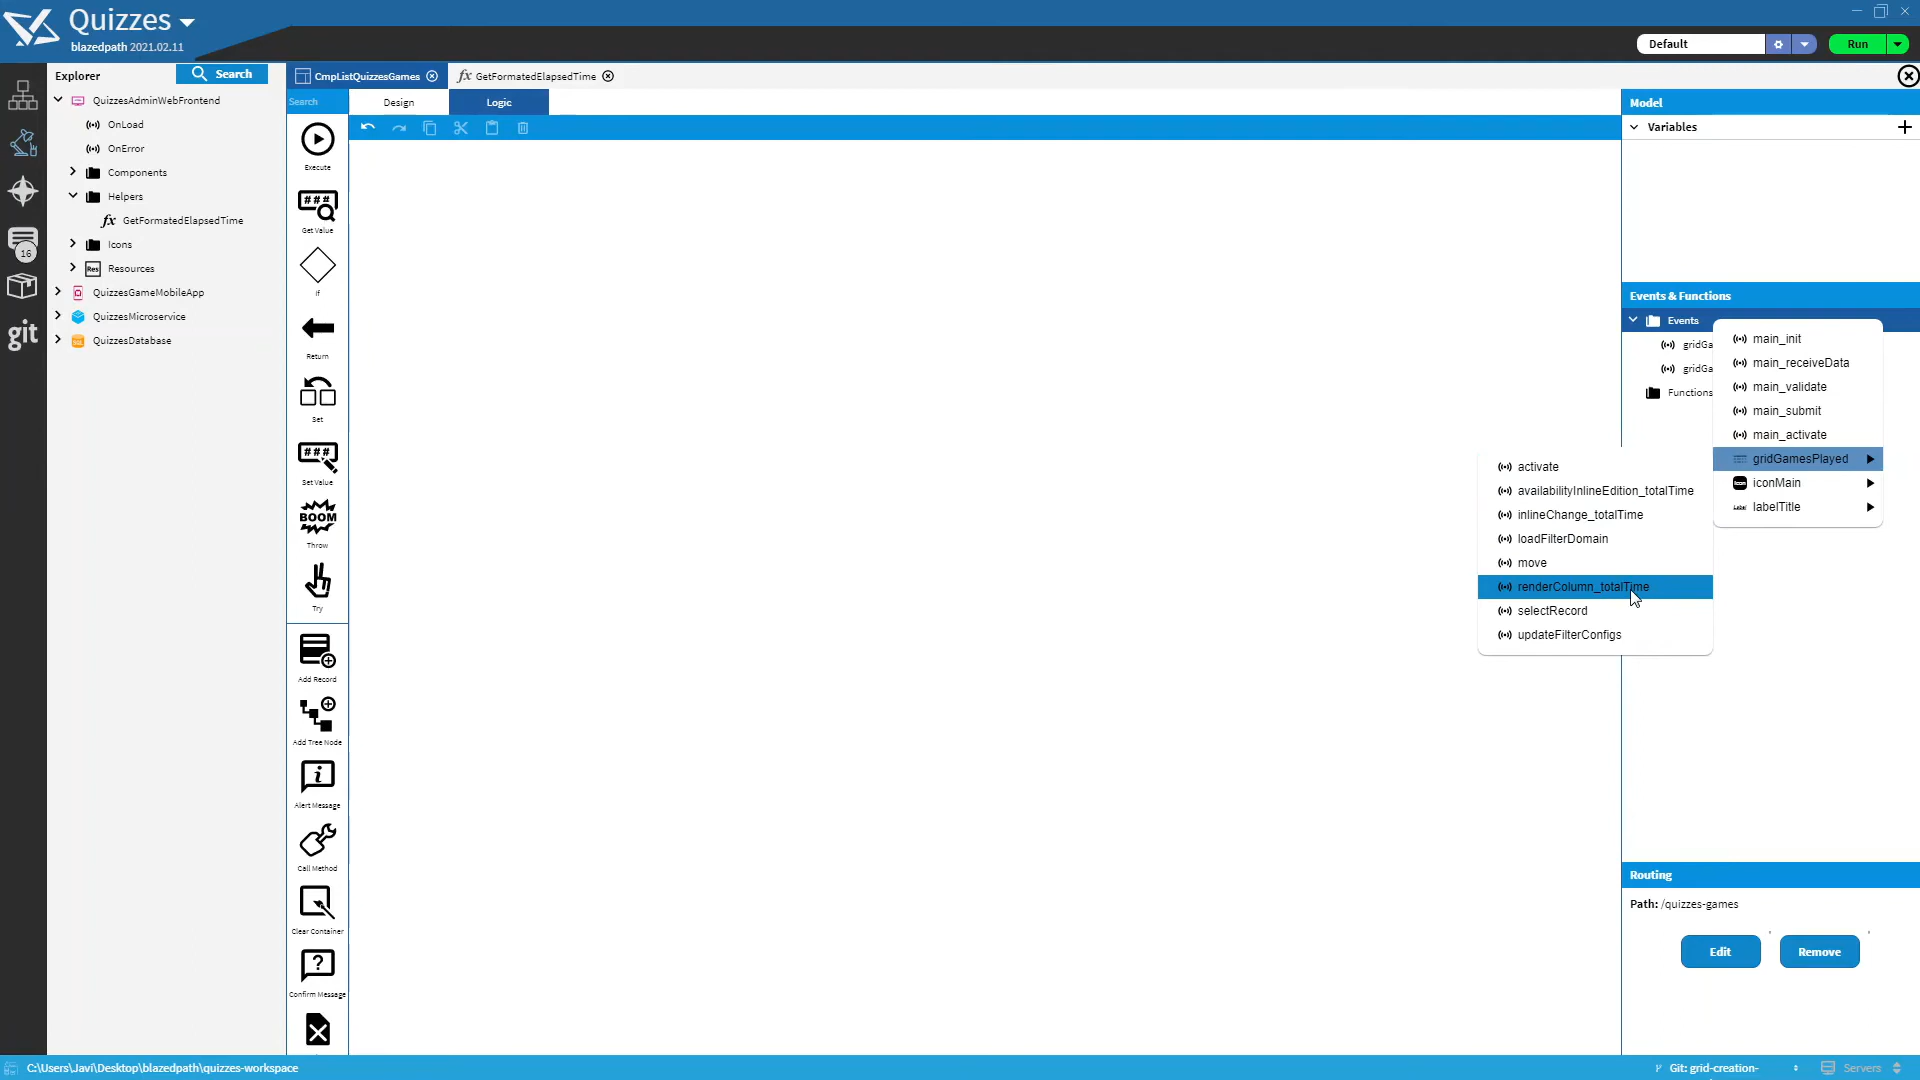 Quizzes
blazedpath 2021.02.11
Default
Run
Explorer
Search
QuizzesAdminWebFrontend
OnLoad
OnError
Components
Helpers
fx GetFormatedElapsedTime
Icons
Res Resources
QuizzesGameMobileApp
QuizzesMicroservice
QuizzesDatabase
16
git
CmpListQuizzesGames
fx GetFormatedElapsedTime
Search
Design
Logic
Execute
###
Get Value
If
Return
Set
###
Set Value
BOOM
Throw
Try
Add Record
Add Tree Node
Alert Message
Call Method
Clear Container
Confirm Message
Model
Variables
Events & Functions
Events
gridGa
gridGa
Functions
main_init
main_receiveData
main_validate
main_submit
main_activate
gridGamesPlayed
iconMain
labelTitle
activate
availabilityInlineEdition_totalTime
inlineChange_totalTime
loadFilterDomain
move
renderColumn_totalTime
selectRecord
updateFilterConfigs
Routing
Path: /quizzes-games
Edit
Remove
C:\Users\Javi\Desktop\blazedpath\quizzes-workspace
Git: grid-creation-
Servers